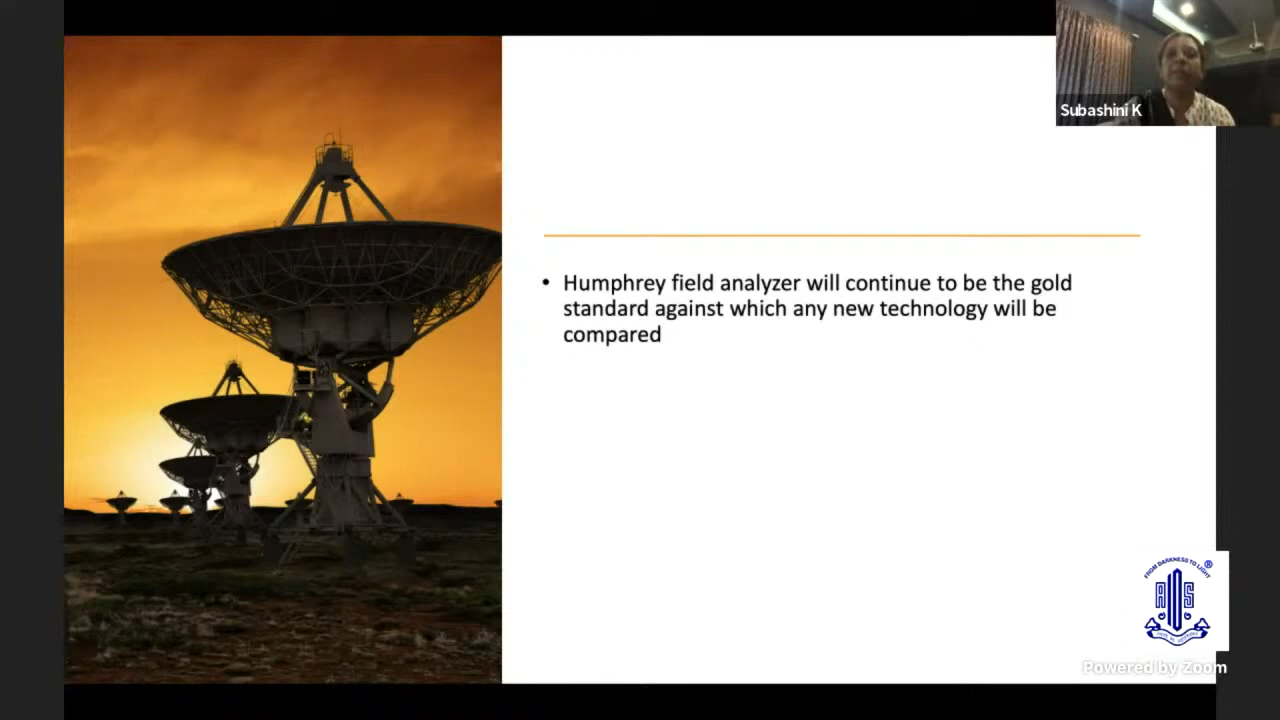 Subashini K
• Humphrey field analyzer will continue to be the gold
standard against which any new technology will be
compared
FROM DARKNESS TO LIGHT
®
AIOS
Powered by Zoom